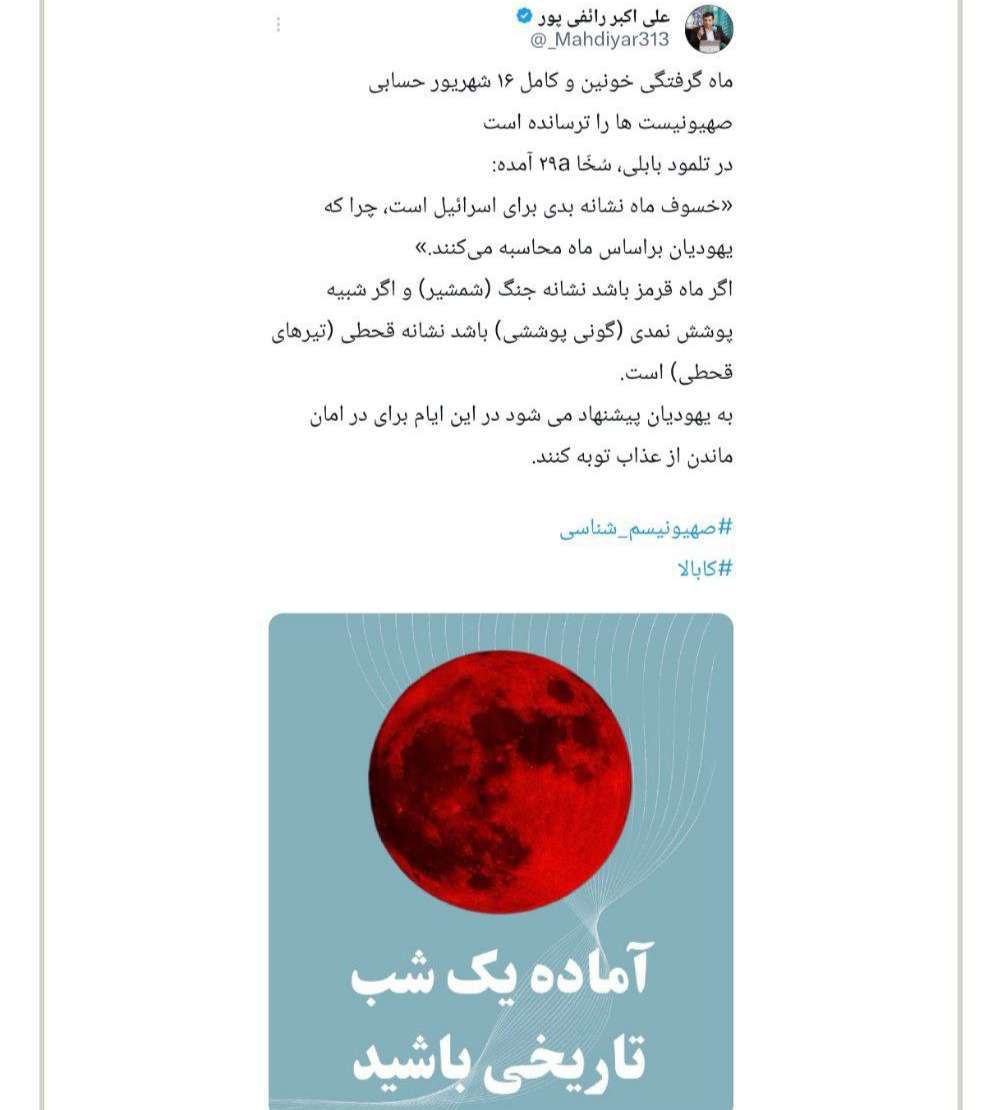 علی اکبر رائفی پور
@_Mahdiyar313
ماه گرفتگی خونین و کامل ۱۶ شهریور حسابی
صهیونیست ها را ترسانده است
در تلمود بابلی، سُخّا ۲۹a آمده:
«خسوف ماه نشانه بدی برای اسرائیل است، چرا که
یهودیان براساس ماه محاسبه می‌کنند.»
اگر ماه قرمز باشد نشانه جنگ (شمشیر) و اگر شبیه
پوشش نمدی (گونی پوششی) باشد نشانه قحطی (تیرهای
قحطی) است.
به یهودیان پیشنهاد می شود در این ایام برای در امان
ماندن از عذاب توبه کنند.
#صهیونیسم_شناسی
#کابالا
آماده یک شب
تاریخی باشید